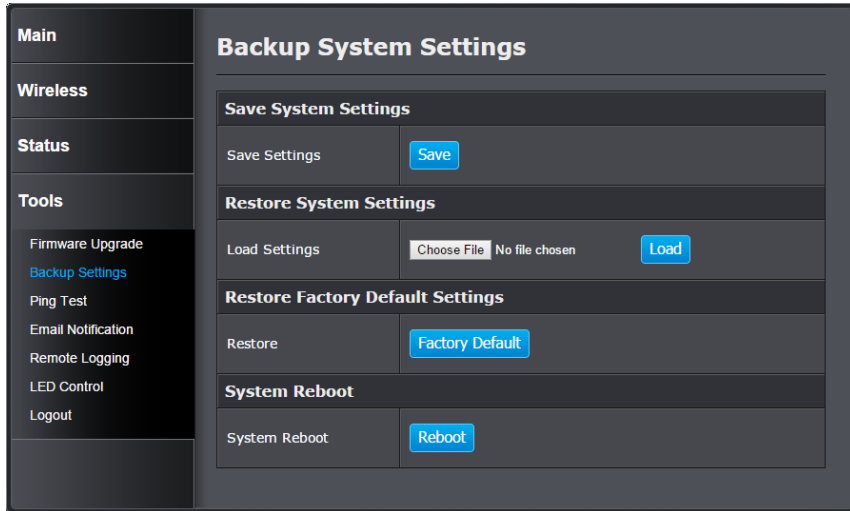 Main
Wireless
Status
Tools
Firmware Upgrade
Backup Settings
Ping Test
Email Notification
Remote Logging
LED Control
Logout
Backup System Settings
Save System Settings
Save Settings Save
Restore System Settings
Load Settings Choose File No file chosen Load
Restore Factory Default Settings
Restore Factory Default
System Reboot
System Reboot Reboot